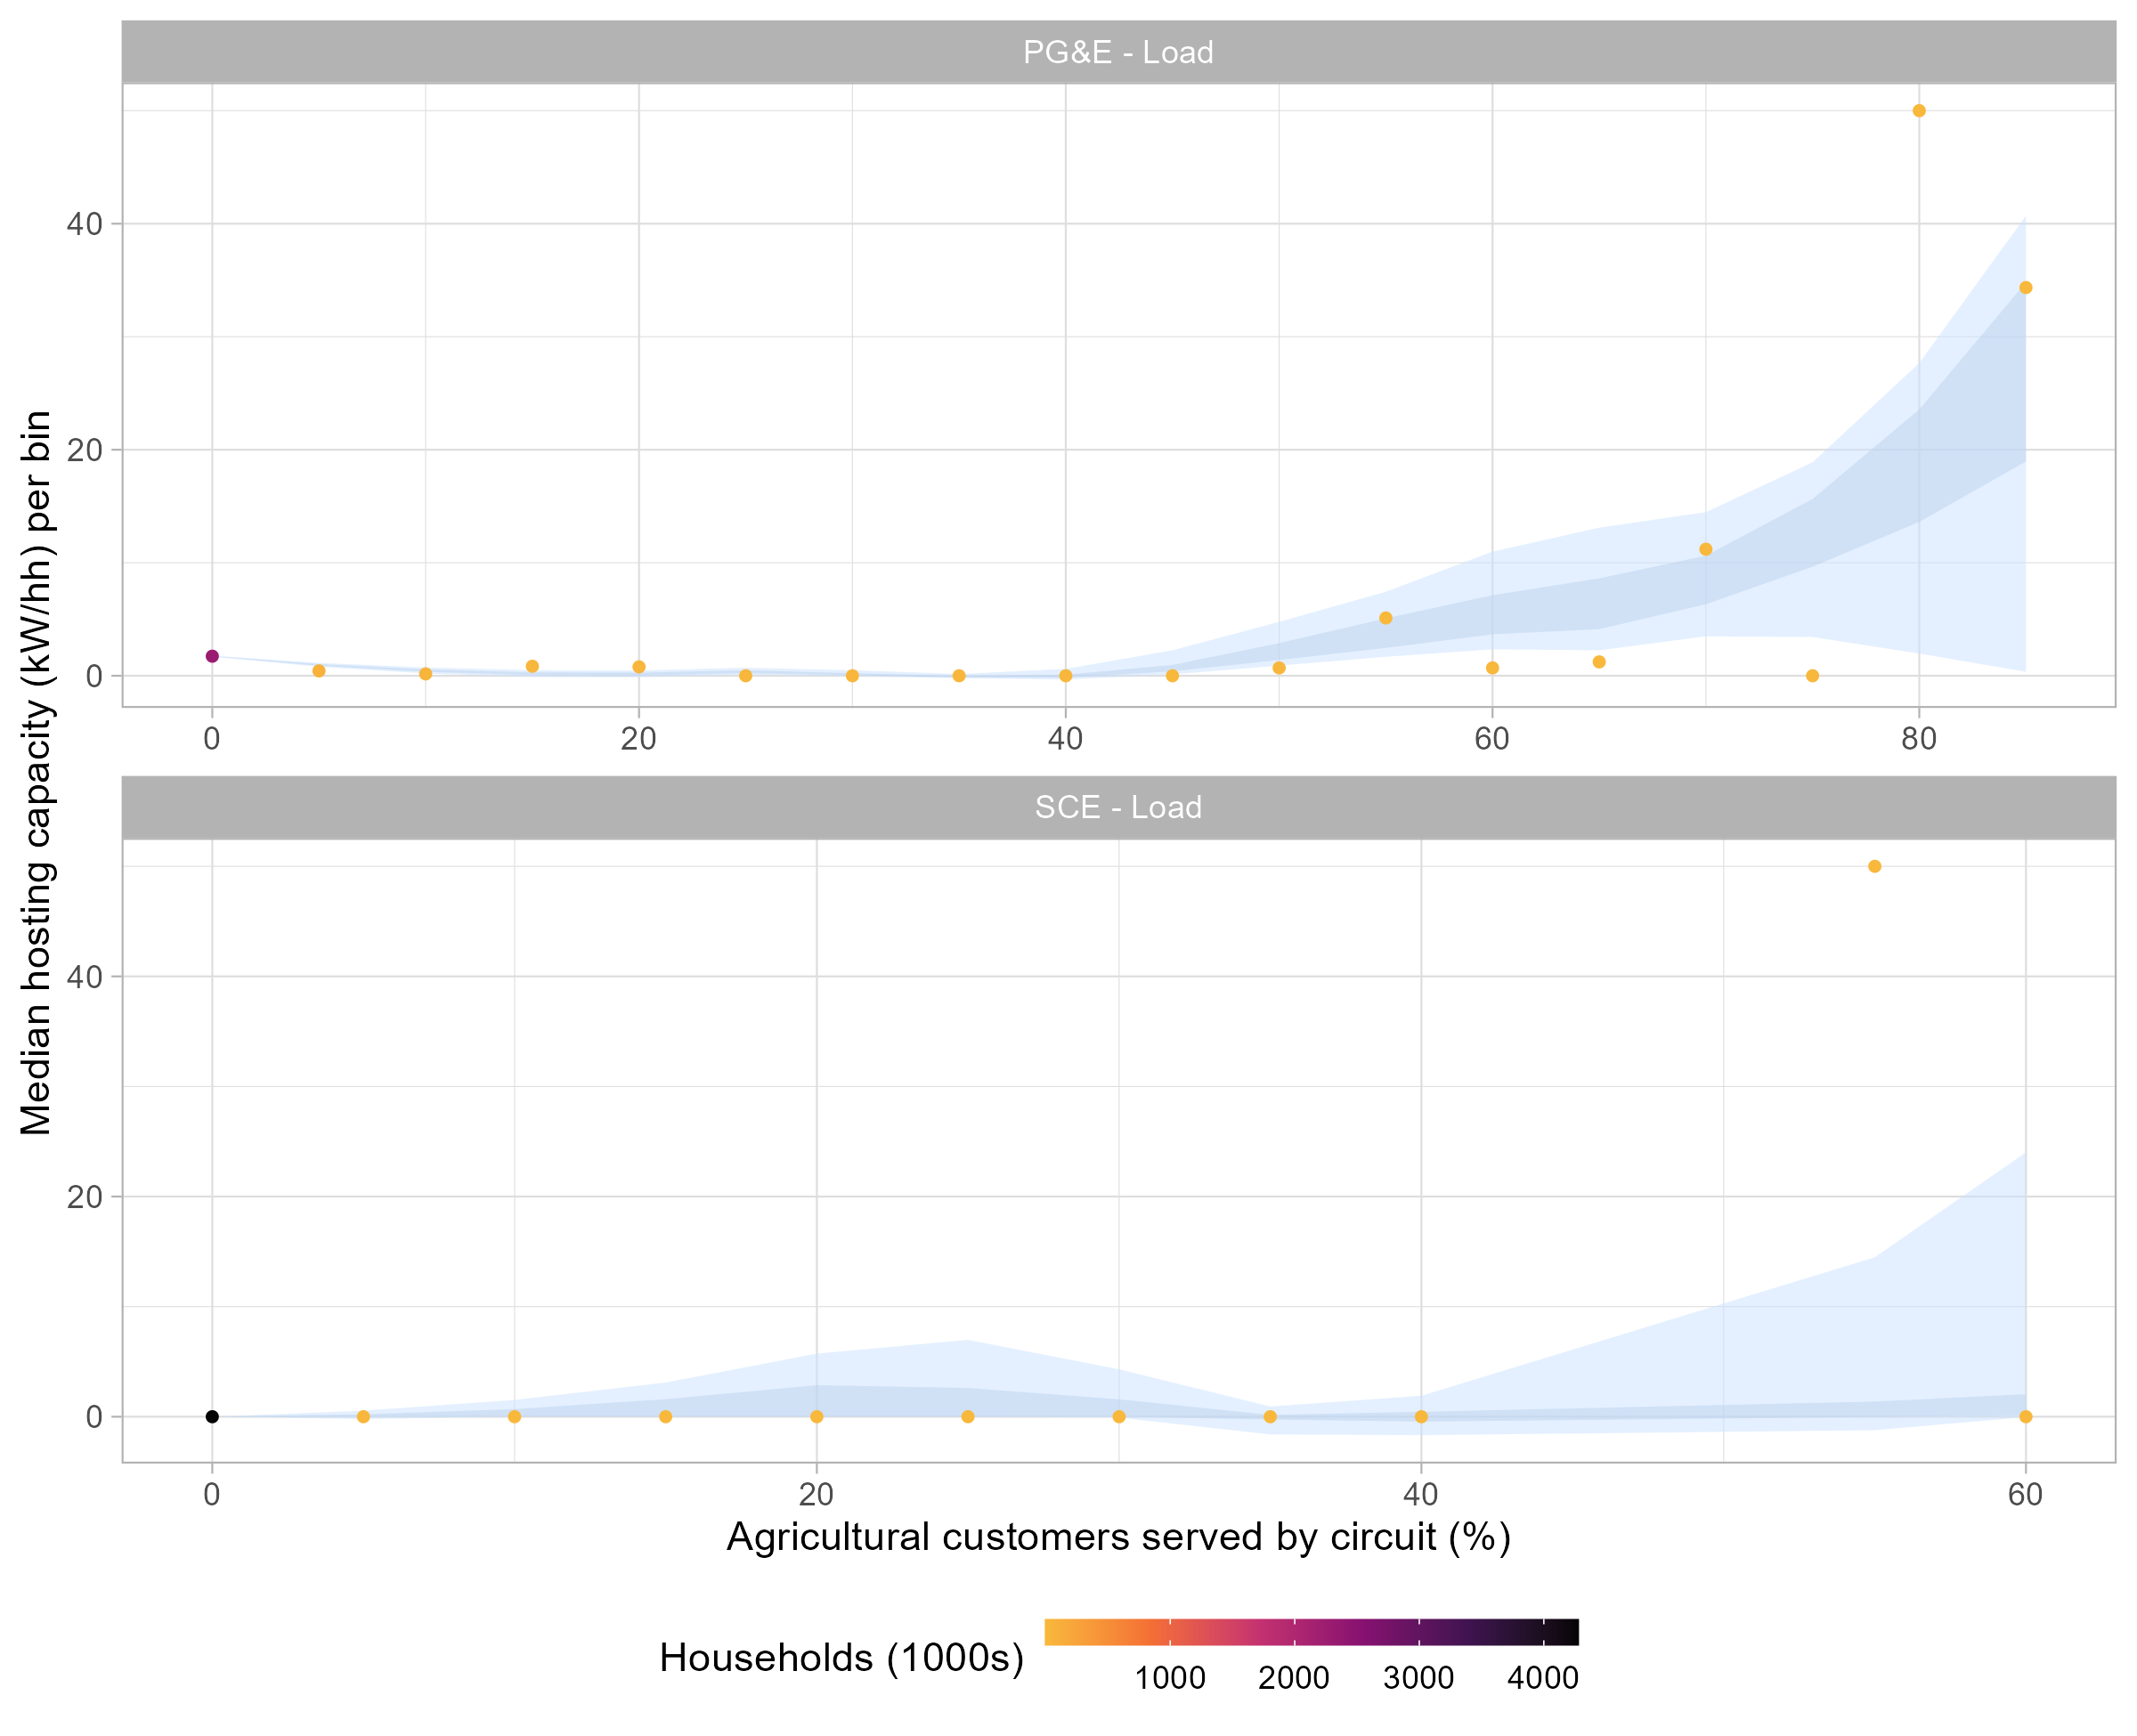 PG&E - Load
40
20
0
0 20 40 60 80
Median hosting capacity (kW/hh) per bin
SCE - Load
40
20
0
0 20 40 60
Agricultural customers served by circuit (%)
Households (1000s)
1000 2000 3000 4000